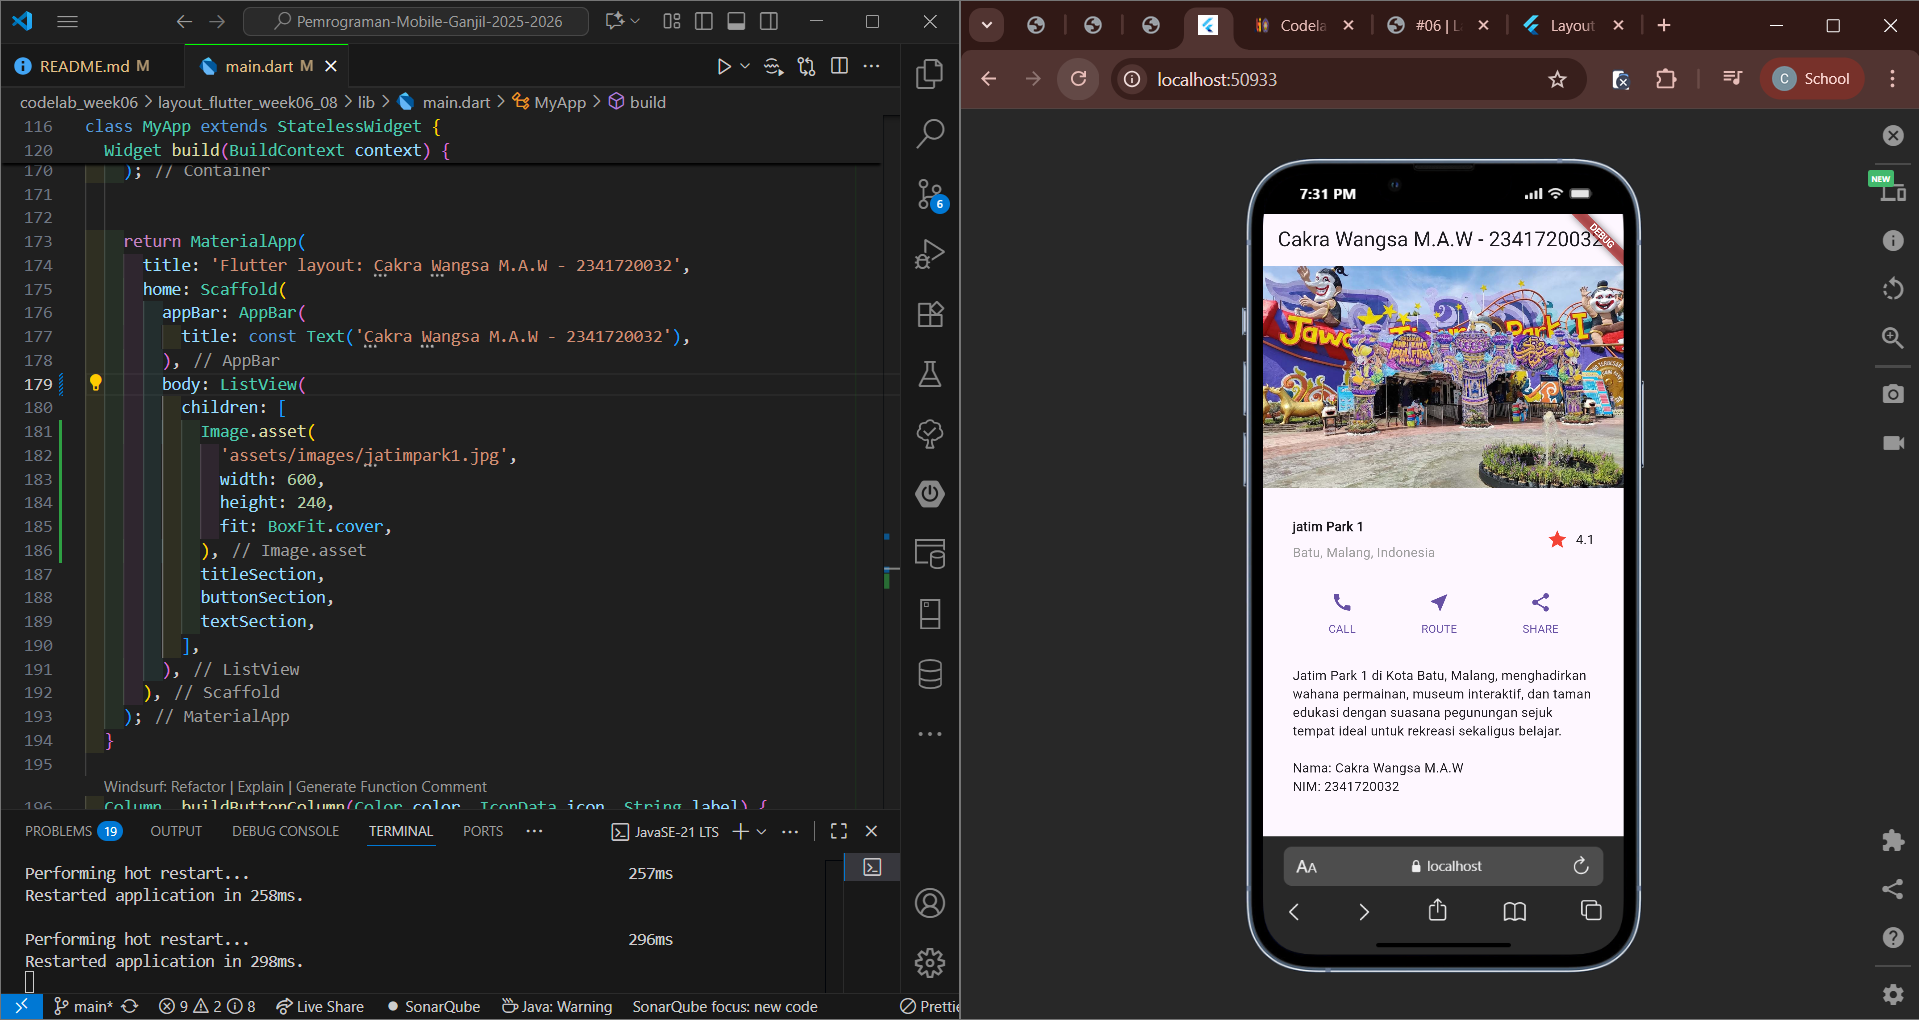 Pemrograman-Mobile-Ganjil-2025-2026
README.md M
main.dart M
codelab_week06 > layout_flutter_week06_08 > lib > main.dart > MyApp > build
116 class MyApp extends StatelessWidget {
120 Widget build(BuildContext context) {
170 ); // Container
171
172
173 return MaterialApp(
174 title: 'Flutter layout: Cakra Wangsa M.A.W - 2341720032',
175 home: Scaffold(
176 appBar: AppBar(
177 title: const Text('Cakra Wangsa M.A.W - 2341720032'),
178 ), // AppBar
179 body: ListView(
180 children: [
181 Image.asset(
182 'assets/images/jatimpark1.jpg',
183 width: 600,
184 height: 240,
185 fit: BoxFit.cover,
186 ), // Image.asset
187 titleSection,
188 buttonSection,
189 textSection,
190 ],
191 ), // ListView
192 ), // Scaffold
193 ); // MaterialApp
194 }
195
Windsurf: Refactor | Explain | Generate Function Comment
196 Column _buildButtonColumn(Color color, IconData icon, String label) {
6
PROBLEMS 19 OUTPUT DEBUG CONSOLE TERMINAL PORTS
JavaSE-21 LTS
Performing hot restart... 257ms
Restarted application in 258ms.
Performing hot restart... 296ms
Restarted application in 298ms.
main* 9 2 8 Live Share SonarQube Java: Warning SonarQube focus: new code Prettie
Codela
#06 | L
Layout
localhost:50933
C School
NEW
7:31 PM
Cakra Wangsa M.A.W - 2341720032
DEBUG
Jawa Timur Park 1
jatim Park 1
Batu, Malang, Indonesia
4.1
CALL
ROUTE
SHARE
Jatim Park 1 di Kota Batu, Malang, menghadirkan
wahana permainan, museum interaktif, dan taman
edukasi dengan suasana pegunungan sejuk
tempat ideal untuk rekreasi sekaligus belajar.
Nama: Cakra Wangsa M.A.W
NIM: 2341720032
AA
localhost